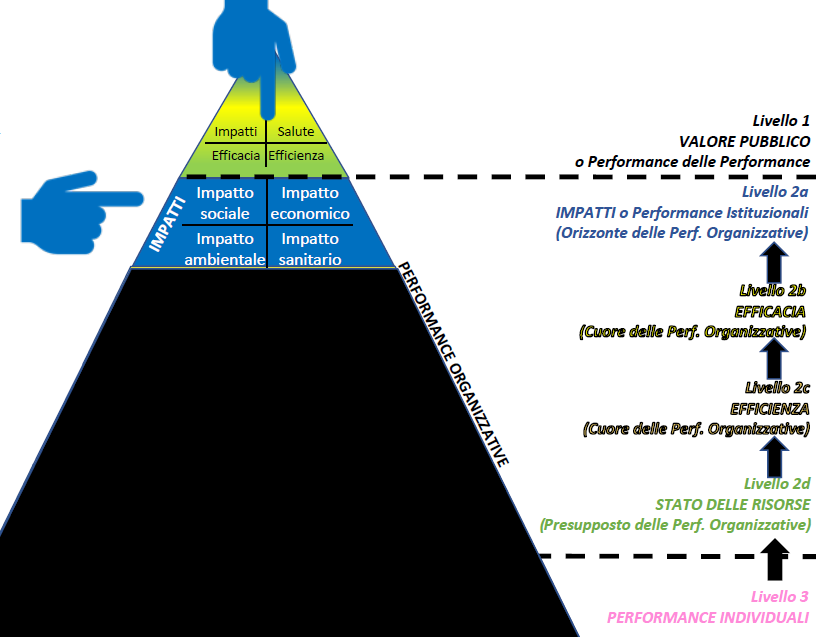 Impatti Salute
Efficacia Efficienza
Impatto sociale
Impatto economico
Impatto ambientale
Impatto sanitario
IMPATTI
PERFORMANCE ORGANIZZATIVE
Livello 1
VALORE PUBBLICO
o Performance delle Performance
Livello 2a
IMPATTI o Performance Istituzionali
(Orizzonte delle Perf. Organizzative)
Livello 2b
EFFICACIA
(Cuore delle Perf. Organizzative)
Livello 2c
EFFICIENZA
(Cuore delle Perf. Organizzative)
Livello 2d
STATO DELLE RISORSE
(Presupposto delle Perf. Organizzative)
Livello 3
PERFORMANCE INDIVIDUALI